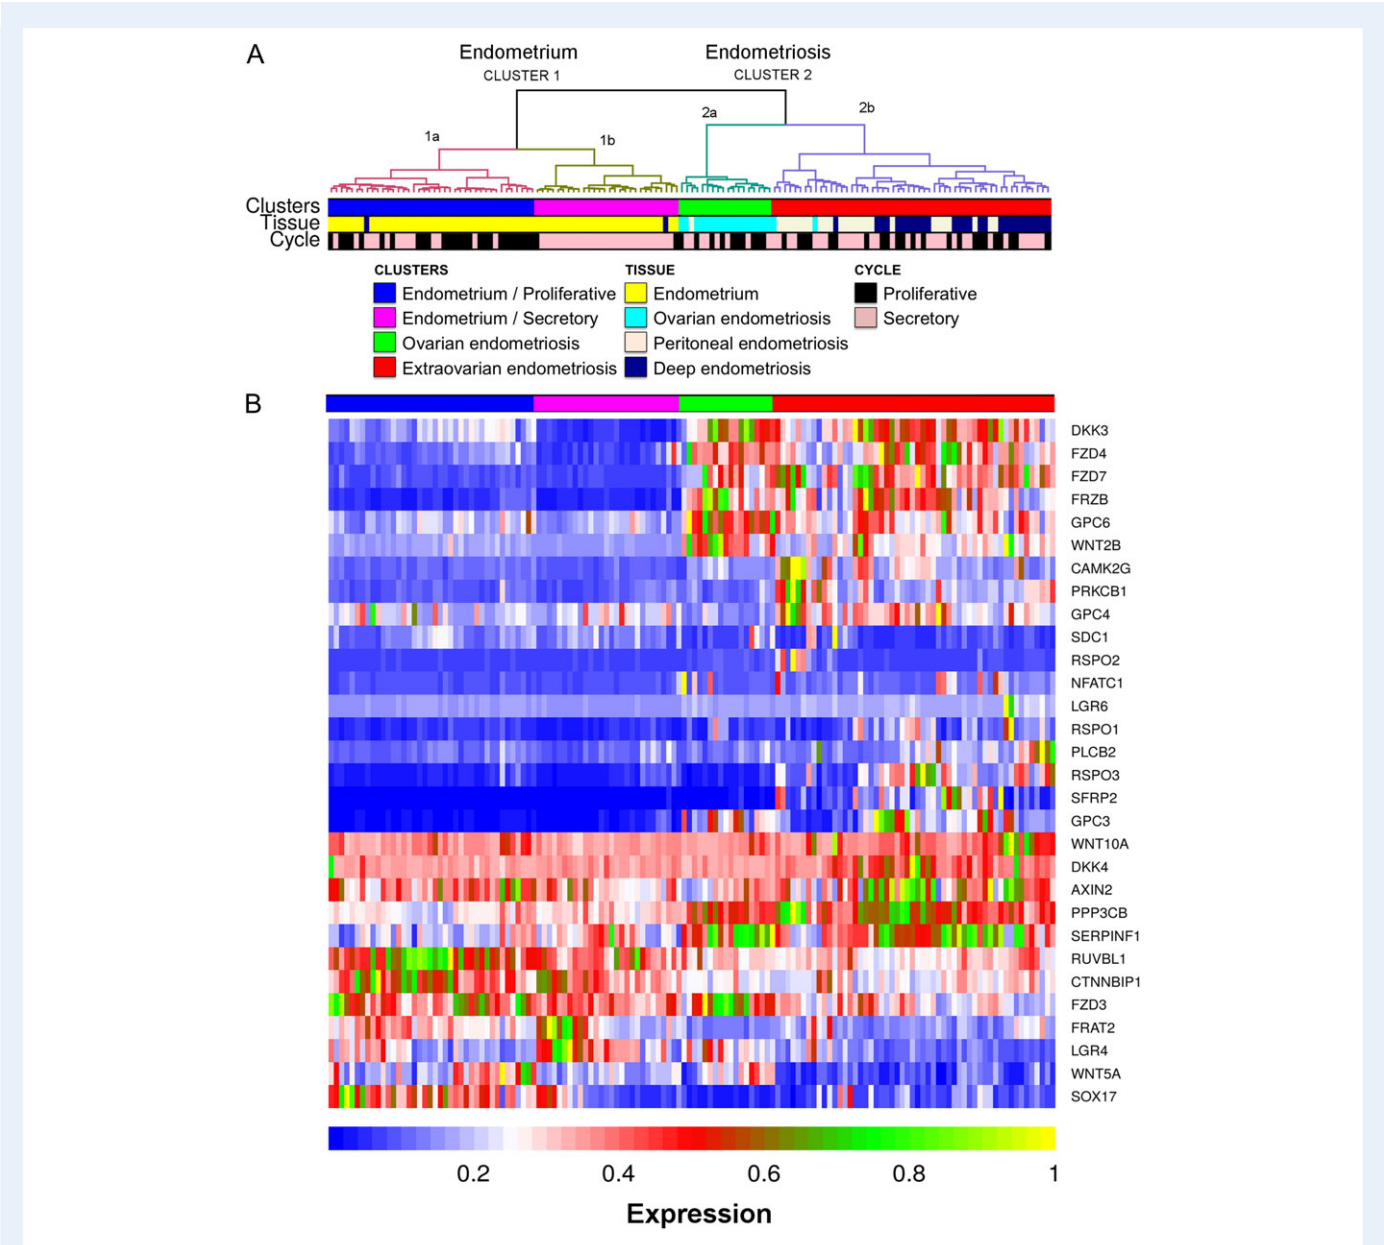 A
Endometrium
Endometriosis
CLUSTER 1
CLUSTER 2
1a
1b
2a
2b
Clusters
Tissue
Cycle
CLUSTERS
TISSUE
CYCLE
Endometrium / Proliferative
Endometrium
Proliferative
Endometrium / Secretory
Ovarian endometriosis
Secretory
Ovarian endometriosis
Peritoneal endometriosis
Extraovarian endometriosis
Deep endometriosis
B
DKK3
FZD4
FZD7
FRZB
GPC6
WNT2B
CAMK2G
PRKCB1
GPC4
SDC1
RSPO2
NFATC1
LGR6
RSPO1
PLCB2
RSPO3
SFRP2
GPC3
WNT10A
DKK4
AXIN2
PPP3CB
SERPINF1
RUVBL1
CTNNBIP1
FZD3
FRAT2
LGR4
WNT5A
SOX17
0.2 0.4 0.6 0.8 1
Expression